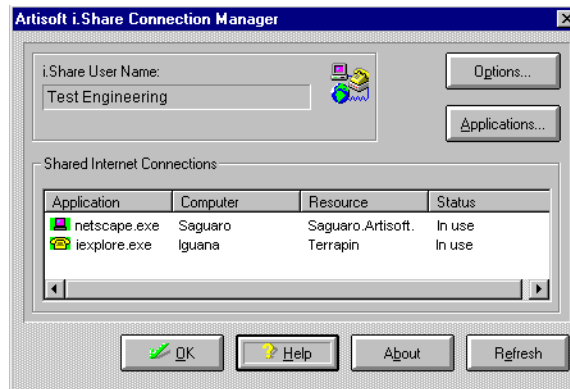 Artisoft i.Share Connection Manager
i.Share User Name:
Test Engineering
Options...
Applications...
Shared Internet Connections
Application Computer Resource Status
netscape.exe Saguaro Saguaro.Artisoft. In use
iexplore.exe Iguana Terrapin In use
OK Help About Refresh